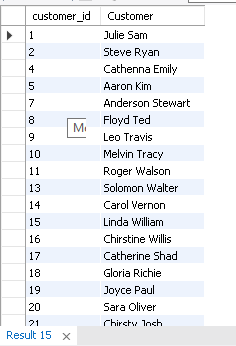 customer_id Customer
1 Julie Sam
2 Steve Ryan
4 Cathenna Emily
5 Aaron Kim
7 Anderson Stewart
8 Floyd Ted
9 Leo Travis
10 Melvin Tracy
11 Roger Walson
13 Solomon Walter
14 Carol Vernon
15 Linda William
16 Chirstine Willis
17 Catherine Shad
18 Gloria Richie
19 Joyce Paul
20 Sara Oliver
21 Chirsty Josh
Result 15